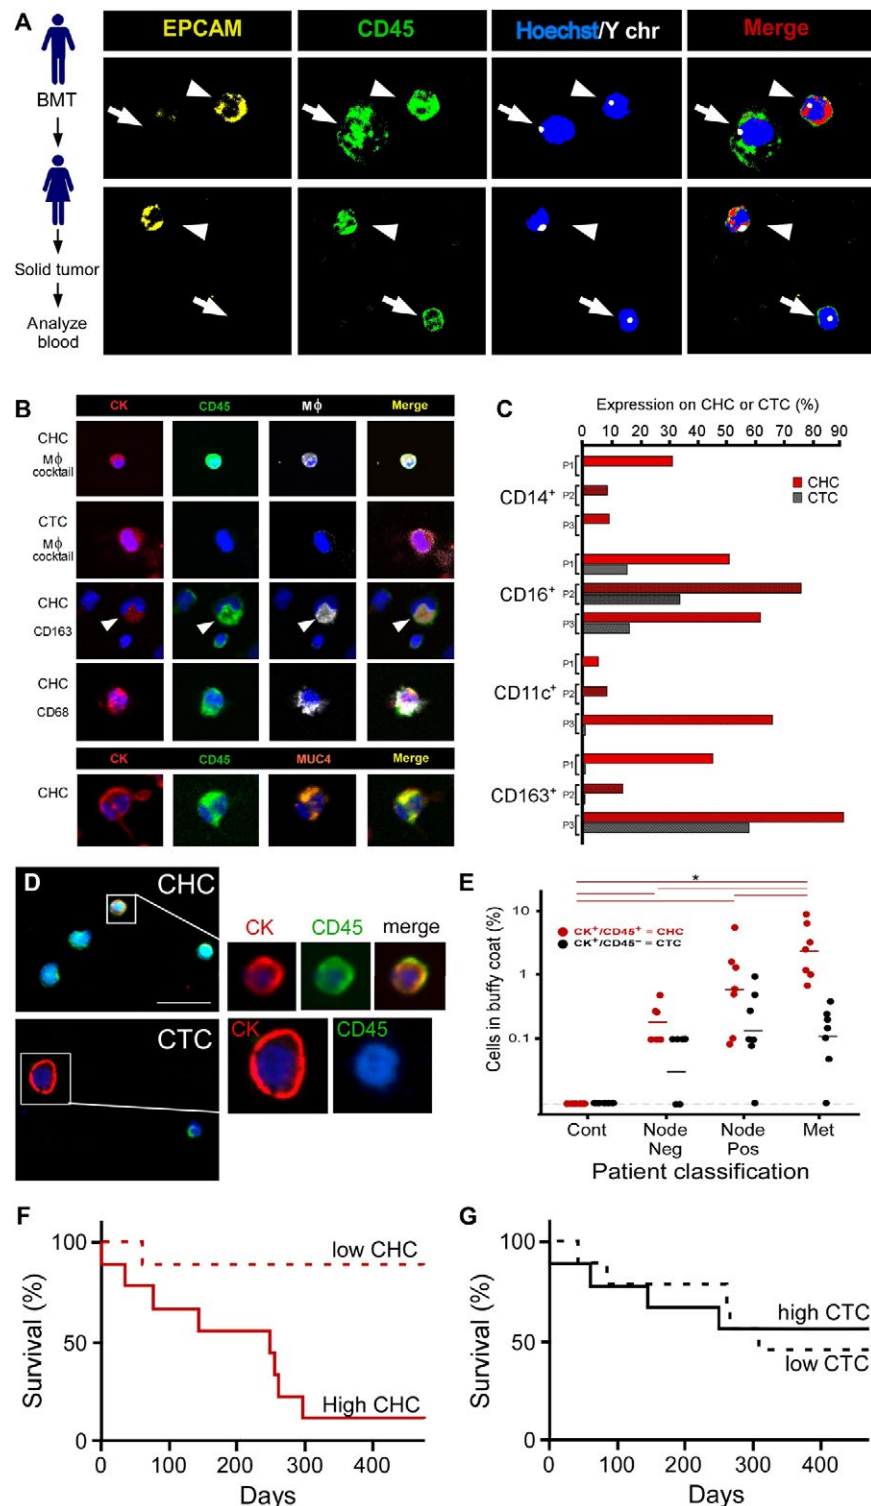 A
EPCAM
CD45
Hoechst/Y chr
Merge
BMT
Solid tumor
Analyze
blood
B
CK
CD45
Mϕ
Merge
CHC
Mϕ
cocktail
CTC
Mϕ
cocktail
CHC
CD163
CHC
CD68
CK
CD45
MUC4
Merge
CHC
C
Expression on CHC or CTC (%)
0 10 20 30 40 50 60 70 80 90
CHC
CTC
CD14⁺
P1
P2
P3
CD16⁺
P1
P2
P3
CD11c⁺
P1
P2
P3
CD163⁺
P1
P2
P3
D
CHC
CK
CD45
merge
CTC
CK
CD45
E
*
CK⁺/CD45⁺ = CHC
CK⁺/CD45⁻ = CTC
Cells in buffy coat (%)
10
1
0.1
Cont
Node
Neg
Node
Pos
Met
Patient classification
F
Survival (%)
100
50
0
low CHC
High CHC
0 100 200 300 400
Days
G
Survival (%)
100
50
0
high CTC
low CTC
0 100 200 300 400
Days